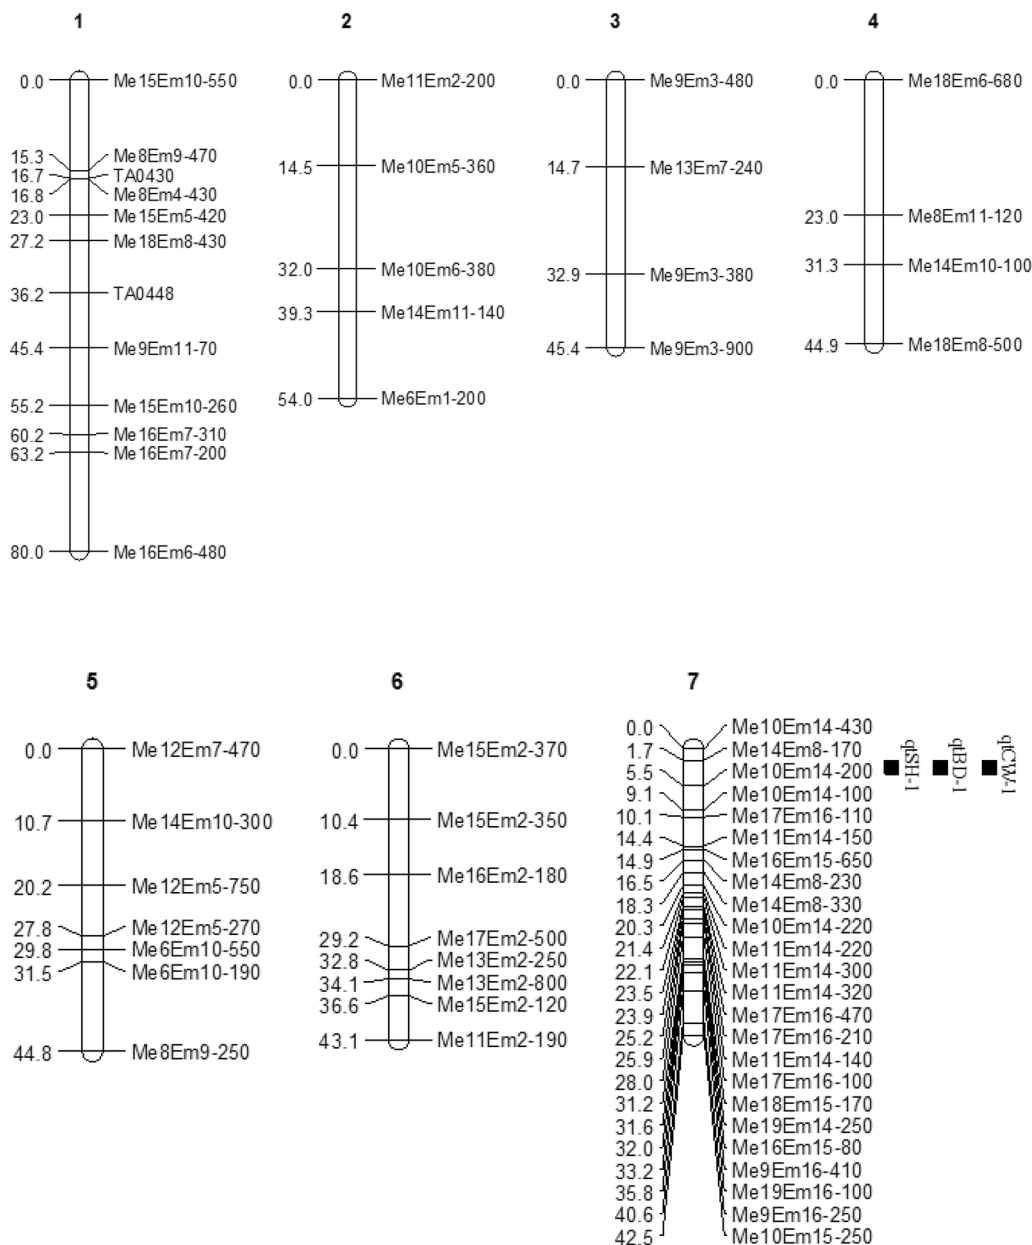 1 2 3 4
0.0 Me15Em10-550
15.3 Me8Em9-470
16.7 TA0430
16.8 Me8Em4-430
23.0 Me15Em5-420
27.2 Me18Em8-430
36.2 TA0448
45.4 Me9Em11-70
55.2 Me15Em10-260
60.2 Me16Em7-310
63.2 Me16Em7-200
80.0 Me16Em6-480
0.0 Me11Em2-200
14.5 Me10Em5-360
32.0 Me10Em6-380
39.3 Me14Em11-140
54.0 Me6Em1-200
0.0 Me9Em3-480
14.7 Me13Em7-240
32.9 Me9Em3-380
45.4 Me9Em3-900
0.0 Me18Em6-680
23.0 Me8Em11-120
31.3 Me14Em10-100
44.9 Me18Em8-500
5 6 7
0.0 Me12Em7-470
10.7 Me14Em10-300
20.2 Me12Em5-750
27.8 Me12Em5-270
29.8 Me6Em10-550
31.5 Me6Em10-190
44.8 Me8Em9-250
0.0 Me15Em2-370
10.4 Me15Em2-350
18.6 Me16Em2-180
29.2 Me17Em2-500
32.8 Me13Em2-250
34.1 Me13Em2-800
36.6 Me15Em2-120
43.1 Me11Em2-190
0.0 Me10Em14-430
1.7 Me14Em8-170
5.5 Me10Em14-200
9.1 Me10Em14-100
10.1 Me17Em16-110
14.4 Me11Em14-150
14.9 Me16Em15-650
16.5 Me14Em8-230
18.3 Me14Em8-330
20.3 Me10Em14-220
21.4 Me11Em14-220
22.1 Me11Em14-300
23.5 Me11Em14-320
23.9 Me17Em16-470
25.2 Me17Em16-210
25.9 Me11Em14-140
28.0 Me17Em16-100
31.2 Me18Em15-170
31.6 Me19Em14-250
32.0 Me16Em15-80
33.2 Me9Em16-410
35.8 Me19Em16-100
40.6 Me9Em16-250
42.5 Me10Em15-250
qtSH-1
qtBD-1
qtCW-1